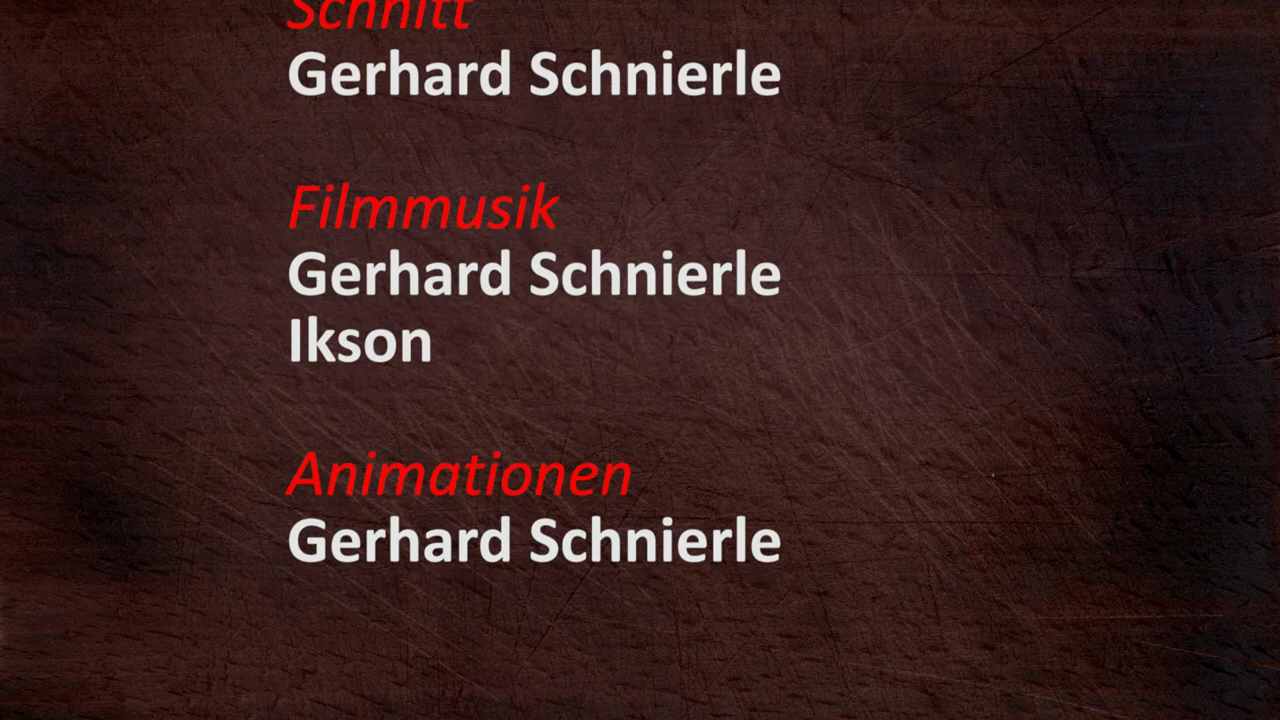 Schnitt
Gerhard Schnierle
Filmmusik
Gerhard Schnierle
Ikson
Animationen
Gerhard Schnierle